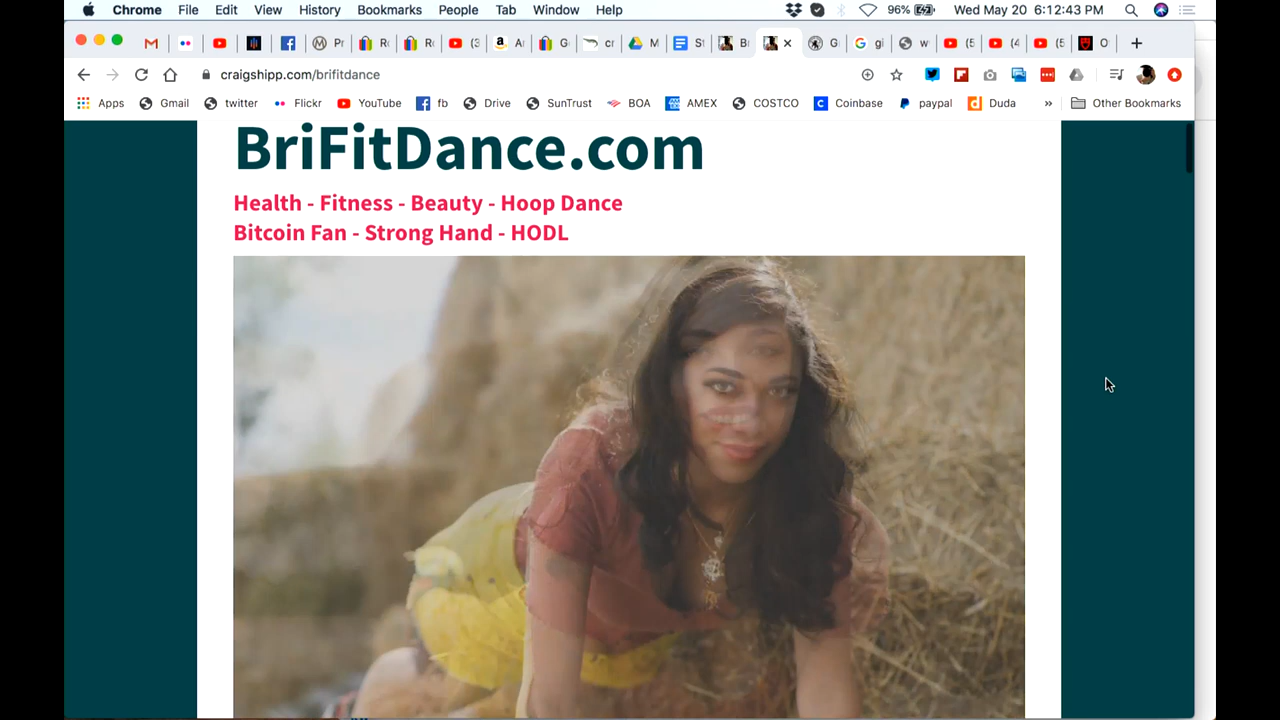 Chrome File Edit View History Bookmarks People Tab Window Help 96% Wed May 20 6:12:43 PM
craigshipp.com/brifitdance
Apps Gmail twitter Flickr YouTube fb Drive SunTrust BOA AMEX COSTCO Coinbase paypal Duda » Other Bookmarks
BriFitDance.com
Health - Fitness - Beauty - Hoop Dance
Bitcoin Fan - Strong Hand - HODL